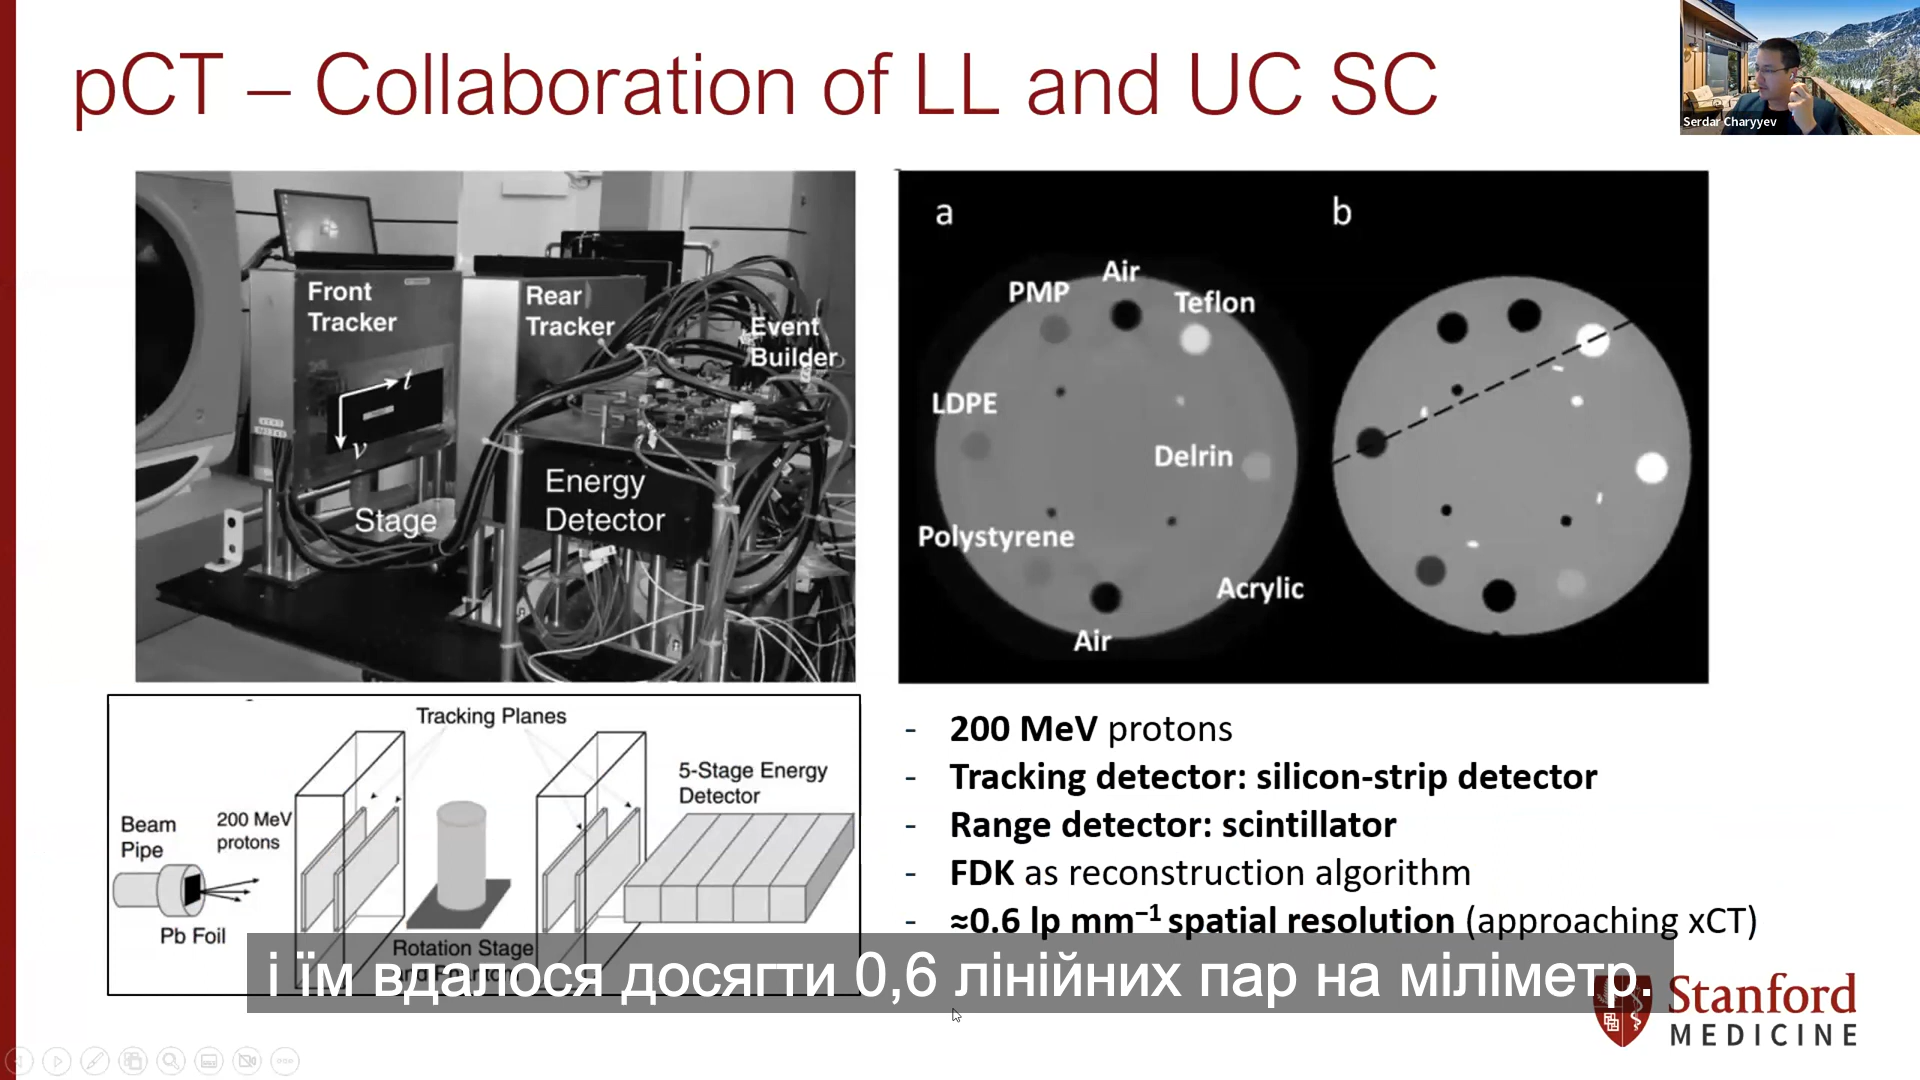 pCT – Collaboration of LL and UC SC
Serdar Charyyev
Front
Tracker
Rear
Tracker
Event
Builder
t
v
Energy
Detector
Stage
a
b
PMP
Air
Teflon
LDPE
Delrin
Polystyrene
Acrylic
Air
Tracking Planes
5-Stage Energy
Detector
Beam
Pipe
200 MeV
protons
Pb Foil
Rotation Stage
- 200 MeV protons
- Tracking detector: silicon-strip detector
- Range detector: scintillator
- FDK as reconstruction algorithm
- ≈0.6 lp mm⁻¹ spatial resolution (approaching xCT)
і їм вдалося досягти 0,6 лінійних пар на міліметр.
Stanford
MEDICINE